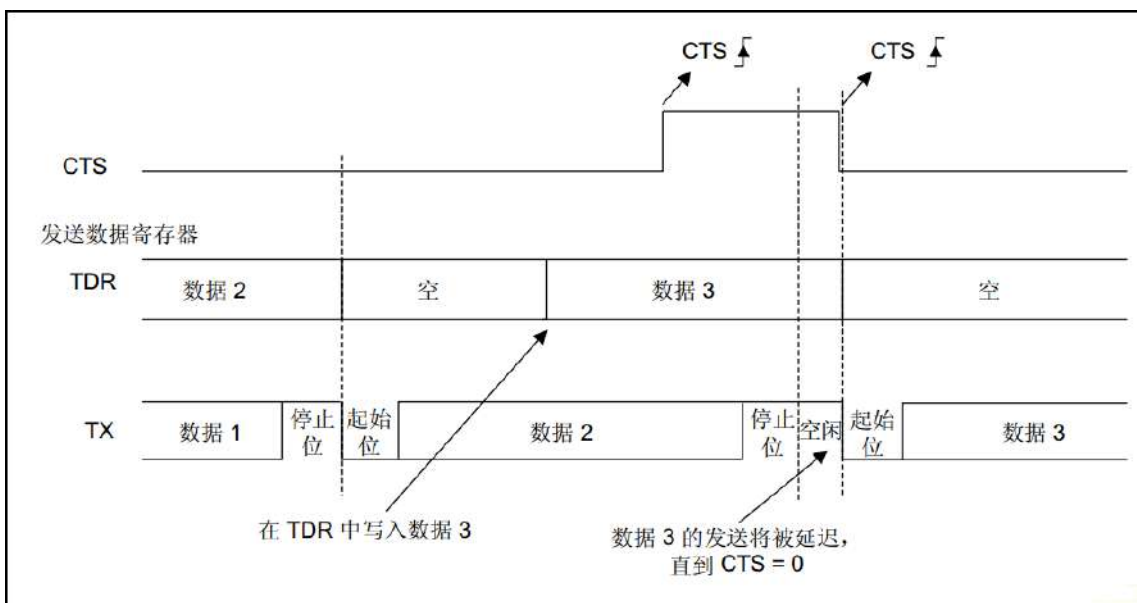 CTS
CTS
CTS
发送数据寄存器
TDR
数据 2
空
数据 3
空
TX
数据 1
停止
位
起始
位
数据 2
停止
位
空闲
起始
位
数据 3
在 TDR 中写入数据 3
数据 3 的发送将被延迟，
直到 CTS = 0